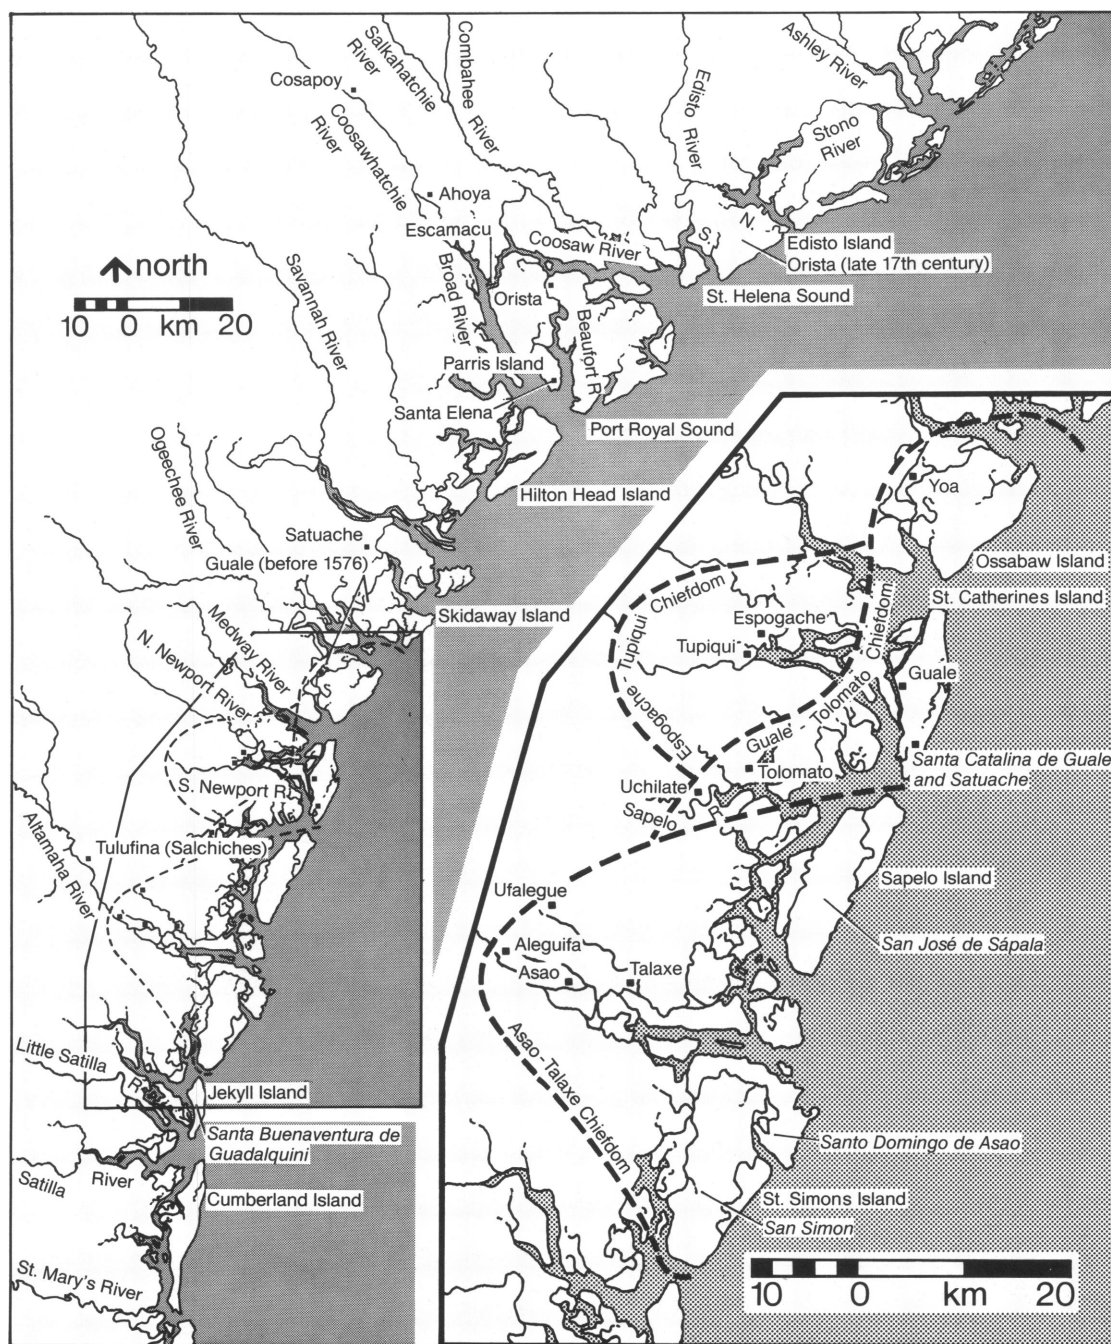 Ashley River
Combahee
River
Salkahatchie
River
Cosapoy
Coosawhatchie
River
Edisto River
Stono
River
Ahoya
Escamacu
Coosaw River
N.
S.
Edisto Island
Orista (late 17th century)
north
10 0 km 20
Savannah River
Broad River
Orista
St. Helena Sound
Beaufort R.
Parris Island
Santa Elena
Port Royal Sound
Ogeechee River
Hilton Head Island
Satuache
Guale (before 1576)
Skidaway Island
Medway River
N. Newport River
S. Newport R.
Altamaha River
Tulufina (Salchiches)
Little Satilla
R.
Jekyll Island
Santa Buenaventura de
Guadalquini
Satilla River
Cumberland Island
St. Mary's River
Yoa
Ossabaw Island
St. Catherines Island
Espogache - Tupiqui Chiefdom
Espogache
Tupiqui
Guale - Tolomato Chiefdom
Guale
Tolomato
Santa Catalina de Guale
and Satuache
Uchilate
Sapelo R.
Sapelo Island
Ufalegue
San José de Sápala
Aleguifa
Asao
Talaxe
Asao - Talaxe Chiefdom
Santo Domingo de Asao
St. Simons Island
San Simon
10 0 km 20